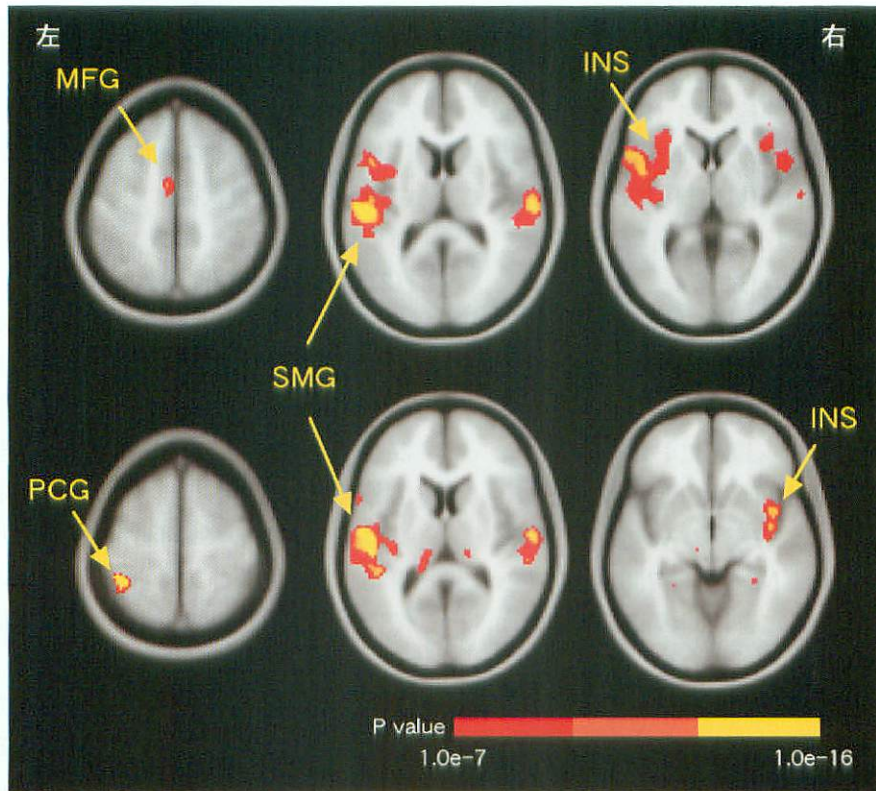 左
右
MFG
INS
SMG
PCG
INS
P value
1.0e-7
1.0e-16